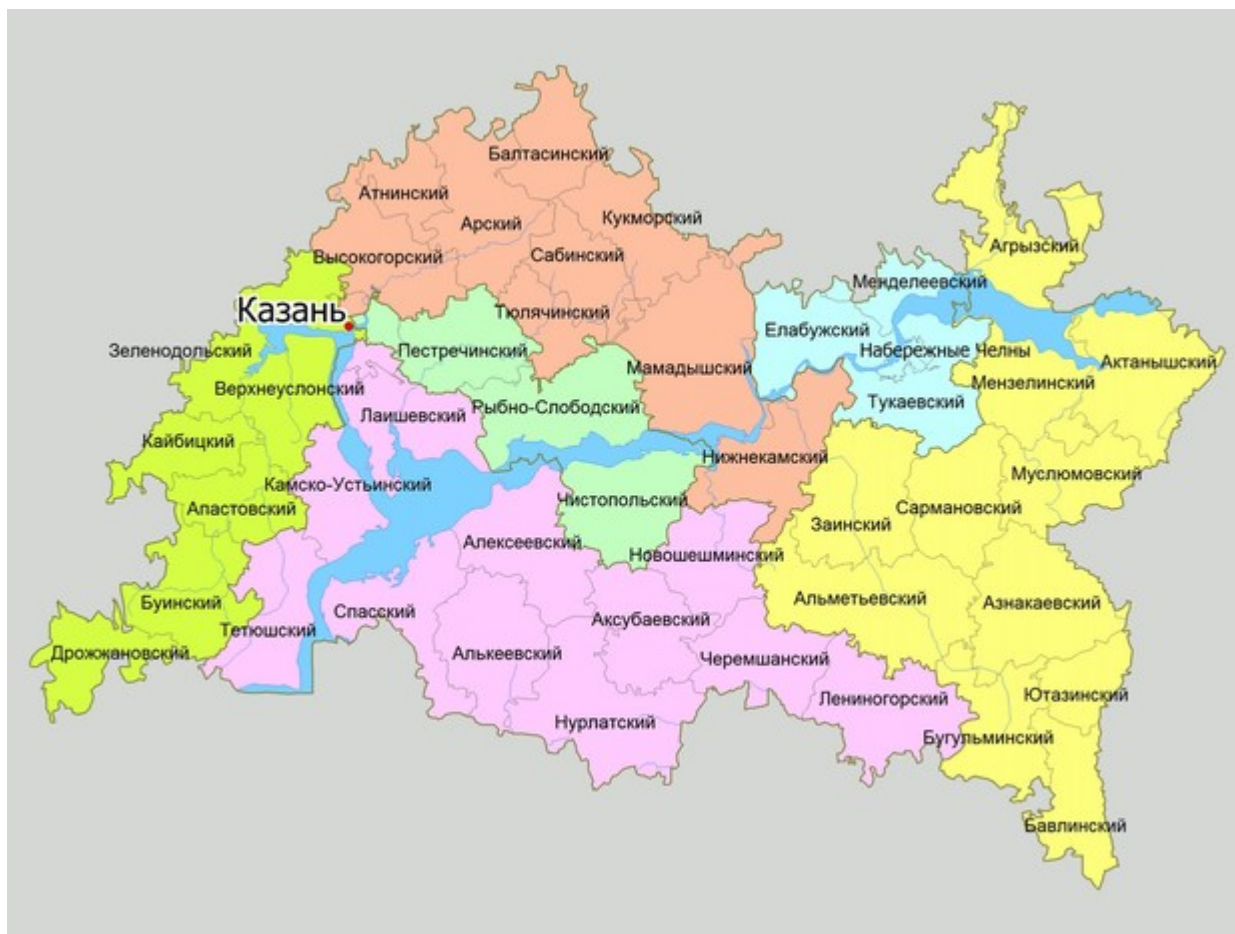 Балтасинский
Атнинский
Арский
Кукморский
Агрызский
Высокогорский
Сабинский
Менделеевский
Казань
Тюлячинский
Елабужский
Зеленодольский
Пестречинский
Набережные Челны
Актанышский
Верхнеуслонский
Мамадышский
Мензелинский
Лаишевский
Рыбно-Слободский
Тукаевский
Кайбицкий
Нижнекамский
Муслюмовский
Камско-Устьинский
Апастовский
Чистопольский
Сармановский
Заинский
Алексеевский
Новошешминский
Буинский
Спасский
Аксубаевский
Альметьевский
Азнакаевский
Тетюшский
Дрожжановский
Алькеевский
Черемшанский
Лениногорский
Ютазинский
Нурлатский
Бугульминский
Бавлинский